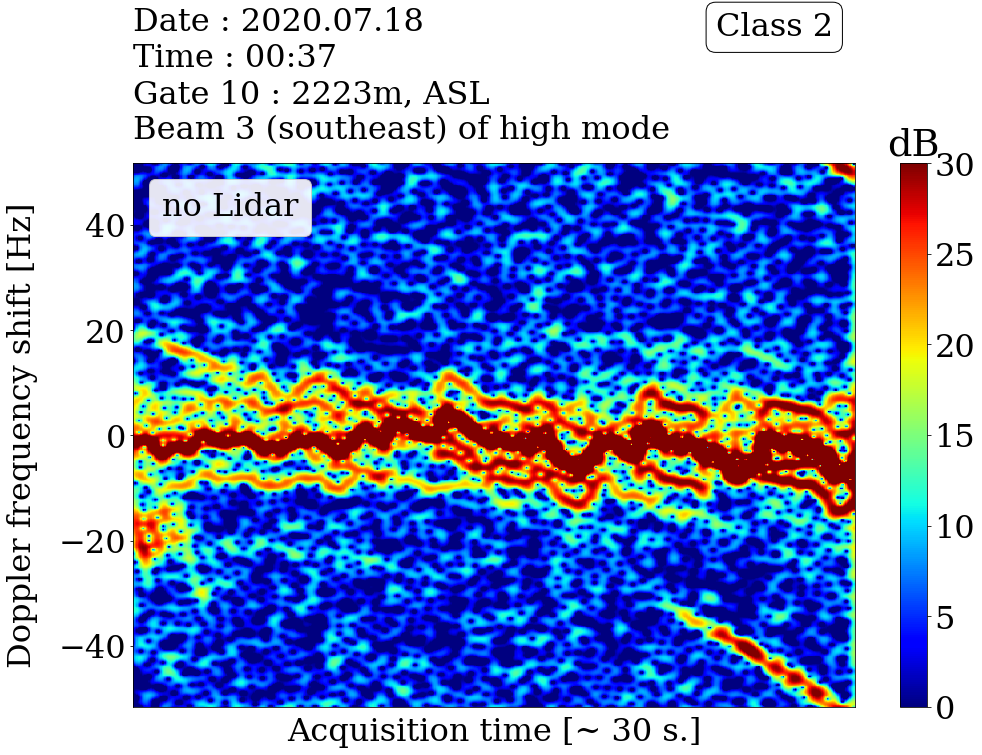 Date : 2020.07.18
Time : 00:37
Gate 10 : 2223m, ASL
Beam 3 (southeast) of high mode
Class 2
dB
no Lidar
Doppler frequency shift [Hz]
40
20
0
−20
−40
Acquisition time [~ 30 s.]
30
25
20
15
10
5
0